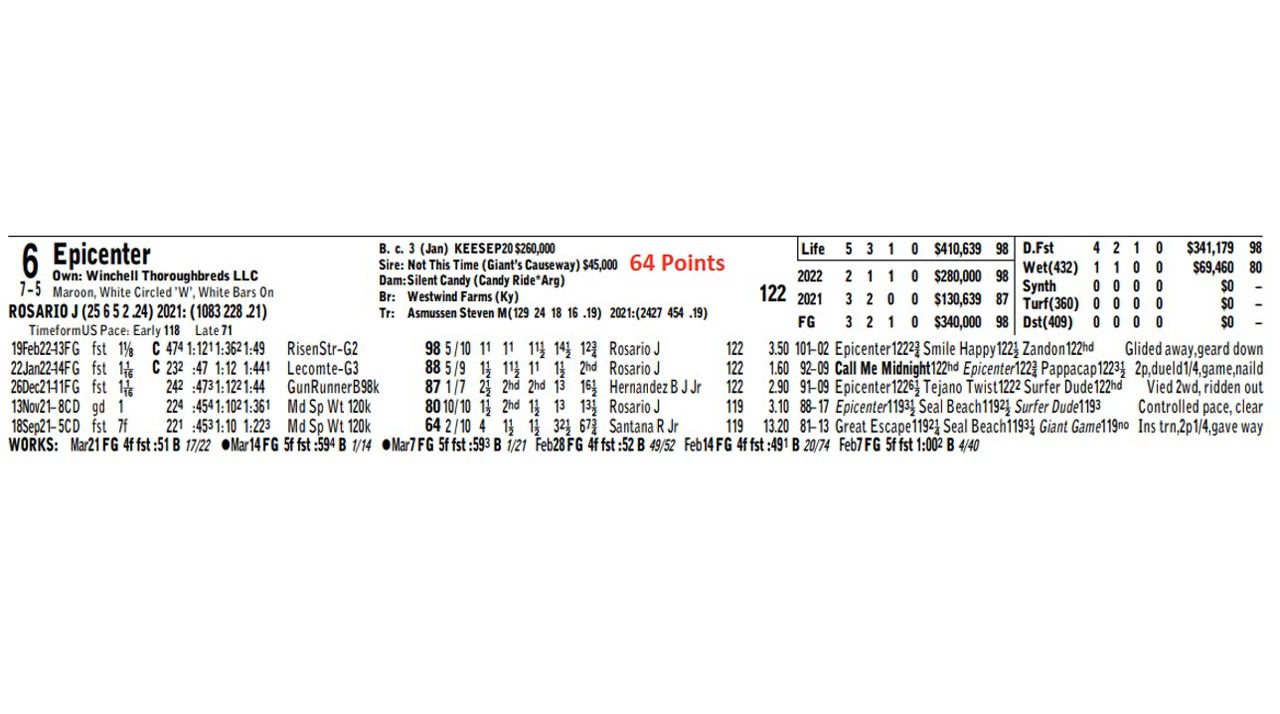 6 Epicenter
Own: Winchell Thoroughbreds LLC
7-5 Maroon, White Circled 'W', White Bars On
ROSARIO J (25 6 5 2 .24) 2021: (1083 228 .21)
TimeformUS Pace: Early 118 Late 71
B. c. 3 (Jan) KEESEP20 $260,000
Sire: Not This Time (Giant's Causeway) $45,000
Dam: Silent Candy (Candy Ride*Arg)
Br: Westwind Farms (Ky)
Tr: Asmussen Steven M (129 24 18 16 .19) 2021: (2427 454 .19)
64 Points
122
Life 5 3 1 0 $410,639 98
2022 2 1 1 0 $280,000 98
2021 3 2 0 0 $130,639 87
FG 3 2 1 0 $340,000 98
D.Fst 4 2 1 0 $341,179 98
Wet(432) 1 1 0 0 $69,460 80
Synth 0 0 0 0 $0 –
Turf(360) 0 0 0 0 $0 –
Dst(409) 0 0 0 0 $0 –
19Feb22-13FG fst 1⅛ C 47⁴ 1:12¹ 1:36² 1:49 RisenStr-G2 98 5/10 1¹ 1¹ 11½ 14½ 12¾ Rosario J 122 3.50 101-02 Epicenter122²¾ Smile Happy122½ Zandon122hd Glided away,geard down
22Jan22-14FG fst 1 1/16 C 23² :47 1:12 1:44¹ Lecomte-G3 88 5/9 1½ 11½ 1¹ 1½ 2hd Rosario J 122 1.60 92-09 Call Me Midnight122hd Epicenter122¾ Pappacap122³½ 2p,dueld1/4,game,naild
26Dec21-11FG fst 1 1/16 24² :47³ 1:12² 1:44 GunRunnerB98k 87 1/7 2½ 2hd 2hd 1³ 16½ Hernandez B J Jr 122 2.90 91-09 Epicenter122⁶½ Tejano Twist122² Surfer Dude122hd Vied 2wd, ridden out
13Nov21-8CD gd 1 22⁴ :45⁴ 1:10² 1:36¹ Md Sp Wt 120k 80 10/10 1½ 2hd 1½ 1³ 13½ Rosario J 119 3.10 88-17 Epicenter119³½ Seal Beach119²½ Surfer Dude119³ Controlled pace, clear
18Sep21-5CD fst 7f 22¹ :45³ 1:10 1:22³ Md Sp Wt 120k 64 2/10 4 1½ 1½ 32½ 67¾ Santana R Jr 119 13.20 81-13 Great Escape119²¼ Seal Beach119³¼ Giant Game119no Ins trn,2p1/4,gave way
WORKS: Mar21 FG 4f fst :51 B 17/22 ●Mar14 FG 5f fst :59⁴ B 1/14 ●Mar7 FG 5f fst :59³ B 1/21 Feb28 FG 4f fst :52 B 49/52 Feb14 FG 4f fst :49¹ B 20/74 Feb7 FG 5f fst 1:00² B 4/40